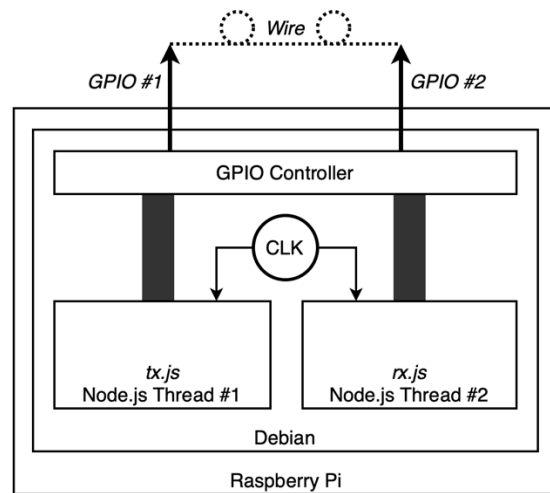 Wire
GPIO #1
GPIO #2
GPIO Controller
CLK
tx.js
Node.js Thread #1
rx.js
Node.js Thread #2
Debian
Raspberry Pi